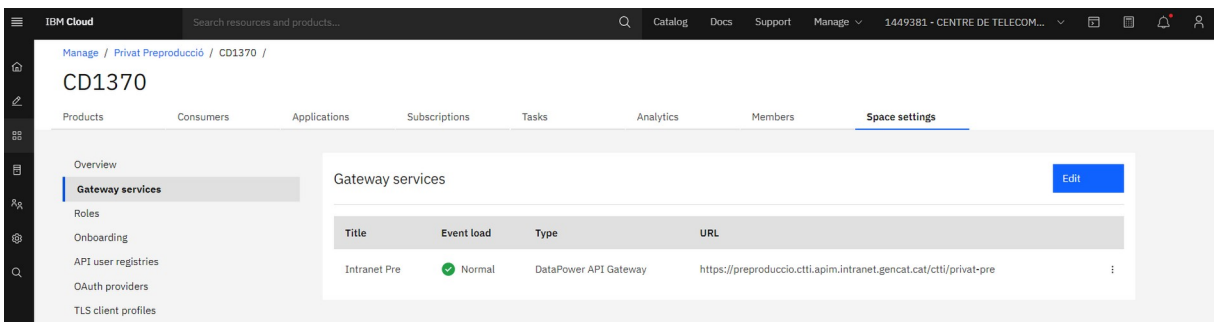 IBM Cloud Search resources and products... Catalog Docs Support Manage 1449381 - CENTRE DE TELECOM...
Manage / Privat Preproducció / CD1370 /
CD1370
Products Consumers Applications Subscriptions Tasks Analytics Members Space settings
Overview
Gateway services
Roles
Onboarding
API user registries
OAuth providers
TLS client profiles
Gateway services Edit
Title Event load Type URL
Intranet Pre Normal DataPower API Gateway https://preproduccio.ctti.apim.intranet.gencat.cat/ctti/privat-pre